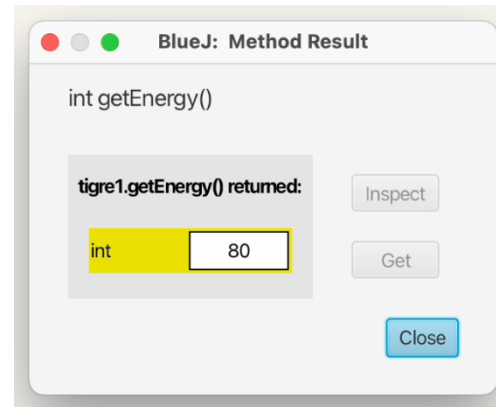 BlueJ: Method Result
int getEnergy()
tigre1.getEnergy() returned:
int 80
Inspect
Get
Close